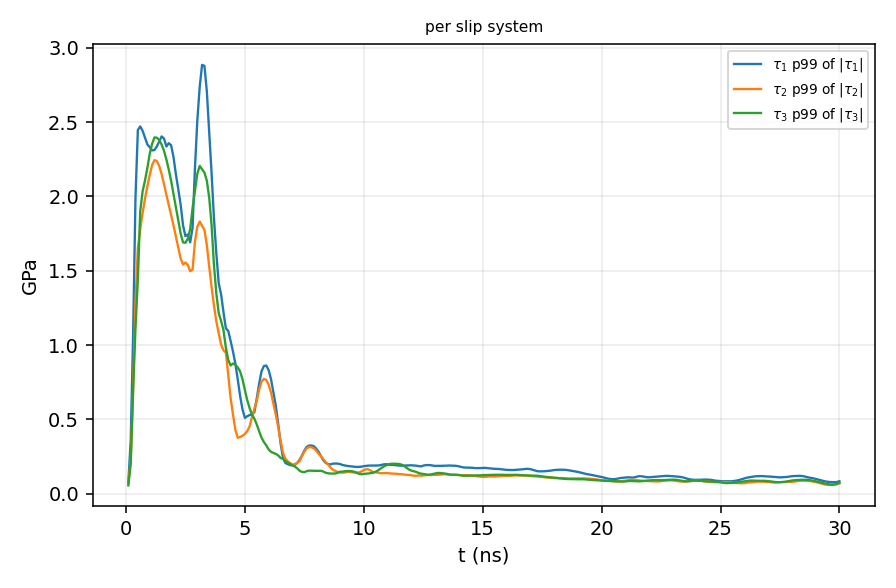 per slip system
3.0
2.5
2.0
1.5
1.0
0.5
0.0
GPa
τ₁ p99 of |τ₁|
τ₂ p99 of |τ₂|
τ₃ p99 of |τ₃|
0 5 10 15 20 25 30
t (ns)